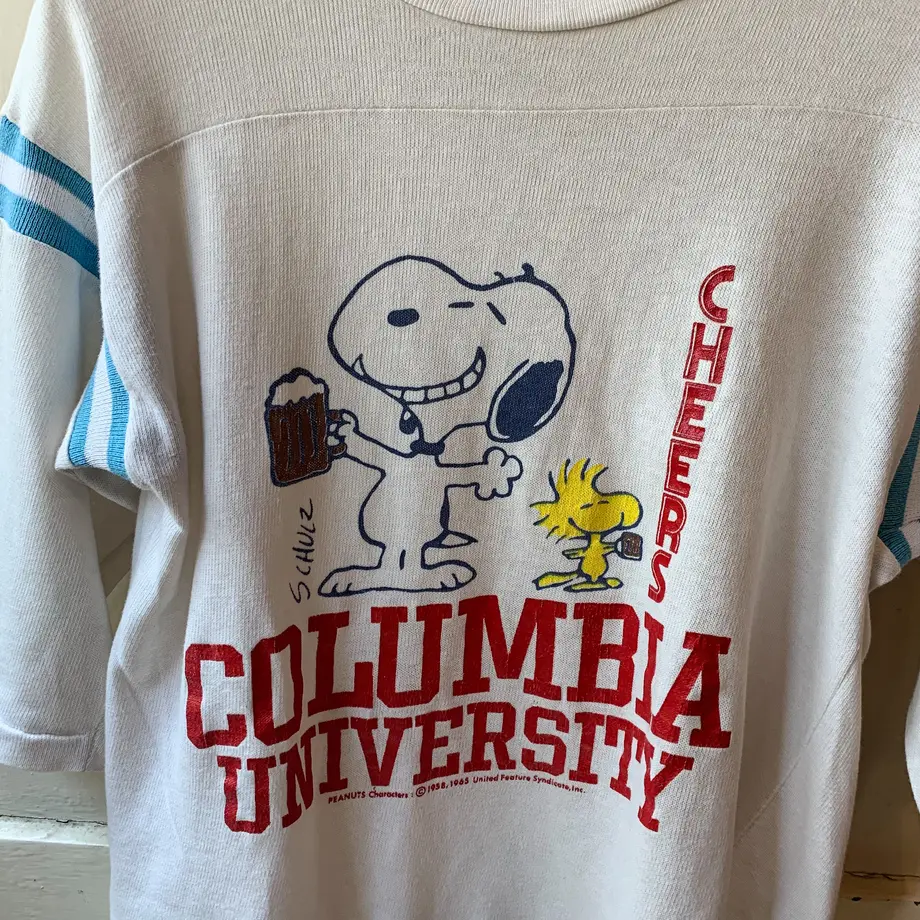 CHEERS
SCHULZ
COLUMBIA
UNIVERSITY
PEANUTS Characters: © 1958, 1965 United Feature Syndicate, Inc.